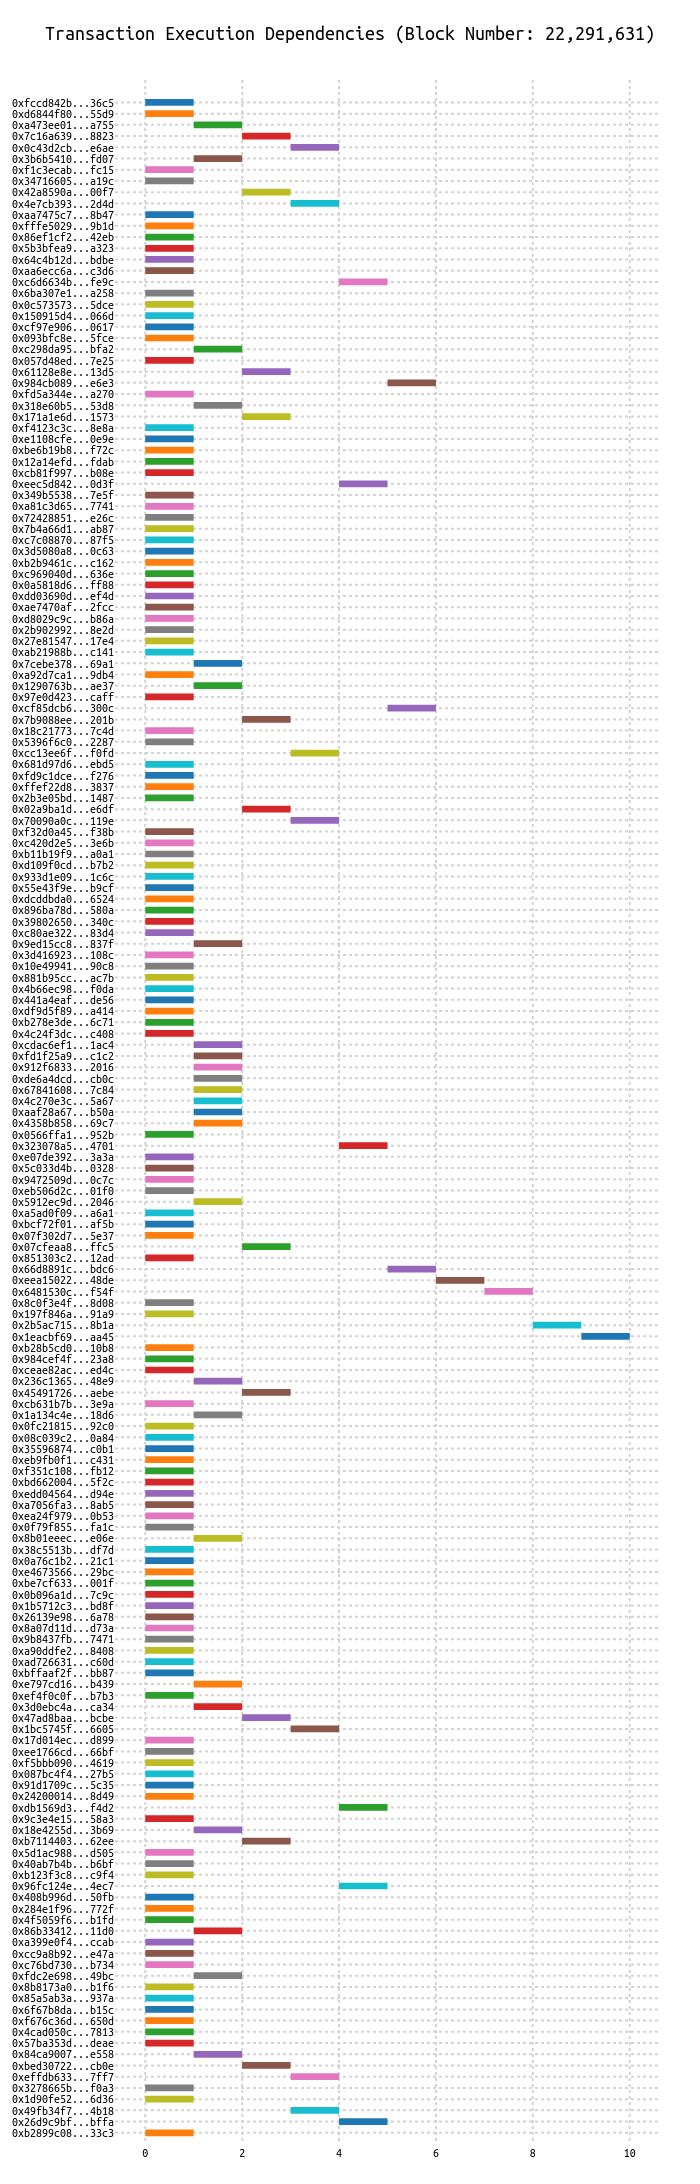 Transaction Execution Dependencies (Block Number: 22,291,631)
0xfccd842b...36c5
0xd6844f80...55d9
0xa473ee01...a755
0x7c16a639...8823
0x0c43d2cb...e6ae
0x3b6b5410...fd07
0xf1c3ecab...fc15
0x34716605...a19c
0x42a8590a...00f7
0x4e7cb393...2d4d
0xaa7475c7...8b47
0xfffe5029...9b1d
0x86ef1cf2...42eb
0x5b3bfea9...a323
0x64c4b12d...bdbe
0xaa6ecc6a...c3d6
0xc6d6634b...fe9c
0x6ba307e1...a258
0x0c573573...5dce
0x150915d4...066d
0xcf97e906...0617
0x093bfc8e...5fce
0xc298da95...bfa2
0x057d48ed...7e25
0x61128e8e...13d5
0x984cb089...e6e3
0xfd5a344e...a270
0x318e60b5...53d8
0x171a1e6d...1573
0xf4123c3c...8e8a
0xe1108cfe...0e9e
0xbe6b19b8...f72c
0x12a14efd...fdab
0xcb81f997...b08e
0xeec5d842...0d3f
0x349b5538...7e5f
0xa81c3d65...7741
0x72428851...e26c
0x7b4a66d1...ab87
0xc7c08870...87f5
0x3d5080a8...0c63
0xb2b9461c...c162
0xc969040d...636e
0x0a5818d6...ff88
0xdd03690d...ef4d
0xae7470af...2fcc
0xd8029c9c...b86a
0x2b902992...8e2d
0x27e81547...17e4
0xab21988b...c141
0x7cebe378...69a1
0xa92d7ca1...9db4
0x1290763b...ae37
0x97e0d423...caff
0xcf85dcb6...300c
0x7b9088ee...201b
0x18c21773...7c4d
0x5396f6c0...2287
0xcc13ee6f...f0fd
0x681d97d6...ebd5
0xfd9c1dce...f276
0xffef22d8...3837
0x2b3e05bd...1487
0x02a9ba1d...e6df
0x70090a0c...119e
0xf32d0a45...f38b
0xc420d2e5...3e6b
0xb11b19f9...a0a1
0xd109f0cd...b7b2
0x933d1e09...1c6c
0x55e43f9e...b9cf
0xdcddbda0...6524
0x896ba78d...580a
0x39802650...340c
0xc80ae322...83d4
0x9ed15cc8...837f
0x3d416923...108c
0x10e49941...90c8
0x881b95cc...ac7b
0x4b66ec98...f0da
0x441a4eaf...de56
0xdf9d5f89...a414
0xb278e3de...6c71
0x4c24f3dc...c408
0xcdac6ef1...1ac4
0xfd1f25a9...c1c2
0x912f6833...2016
0xde6a4dcd...cb0c
0x67841608...7c84
0x4c270e3c...5a67
0xaaf28a67...b50a
0x4358b858...69c7
0x0566ffa1...952b
0x323078a5...4701
0xe07de392...3a3a
0x5c033d4b...0328
0x9472509d...0c7c
0xeb506d2c...01f0
0x5912ec9d...2046
0xa5ad0f09...a6a1
0xbcf72f01...af5b
0x07f302d7...5e37
0x07cfeaa8...ffc5
0x851303c2...12ad
0x66d8891c...bdc6
0xeea15022...48de
0x6481530c...f54f
0x8c0f3e4f...8d08
0x197f846a...91a9
0x2b5ac715...8b1a
0x1eacbf69...aa45
0xb28b5cd0...10b8
0x984cef4f...23a8
0xceae82ac...ed4c
0x236c1365...48e9
0x45491726...aebe
0xcb631b7b...3e9a
0x1a134c4e...18d6
0x0fc21815...92c0
0x08c039c2...0a84
0x35596874...c0b1
0xeb9fb0f1...c431
0xf351c108...fb12
0xbd662004...5f2c
0xedd04564...d94e
0xa7056fa3...8ab5
0xea24f979...0b53
0x0f79f855...fa1c
0x8b01eeec...e06e
0x38c5513b...df7d
0x0a76c1b2...21c1
0xe4673566...29bc
0xbe7cf633...001f
0x0b096a1d...7c9c
0x1b5712c3...bd8f
0x26139e98...6a78
0x8a07d11d...d73a
0x9b8437fb...7471
0xa90ddfe2...8408
0xad726631...c60d
0xbffaaf2f...bb87
0xe797cd16...b439
0xef4f0c0f...b7b3
0x3d0ebc4a...ca34
0x47ad8baa...bcbe
0x1bc5745f...6605
0x17d014ec...d899
0xee1766cd...66bf
0xf5bbb090...4619
0x087bc4f4...27b5
0x91d1709c...5c35
0x24200014...8d49
0xdb1569d3...f4d2
0x9c3e4e15...58a3
0x18e4255d...3b69
0xb7114403...62ee
0x5d1ac988...d505
0x40ab7b4b...b6bf
0xb123f3c8...c9f4
0x96fc124e...4ec7
0x408b996d...50fb
0x284e1f96...772f
0x4f5059f6...b1fd
0x86b33412...11d0
0xa399e0f4...ccab
0xcc9a8b92...e47a
0xc76bd730...b734
0xfdc2e698...49bc
0x8b8173a0...b1f6
0x85a5ab3a...937a
0x6f67b8da...b15c
0xf676c36d...650d
0x4cad050c...7813
0x57ba353d...deae
0x84ca9007...e558
0xbed30722...cb0e
0xeffdb633...7ff7
0x3278665b...f0a3
0x1d90fe52...6d36
0x49fb34f7...4b18
0x26d9c9bf...bffa
0xb2899c08...33c3
0 2 4 6 8 10